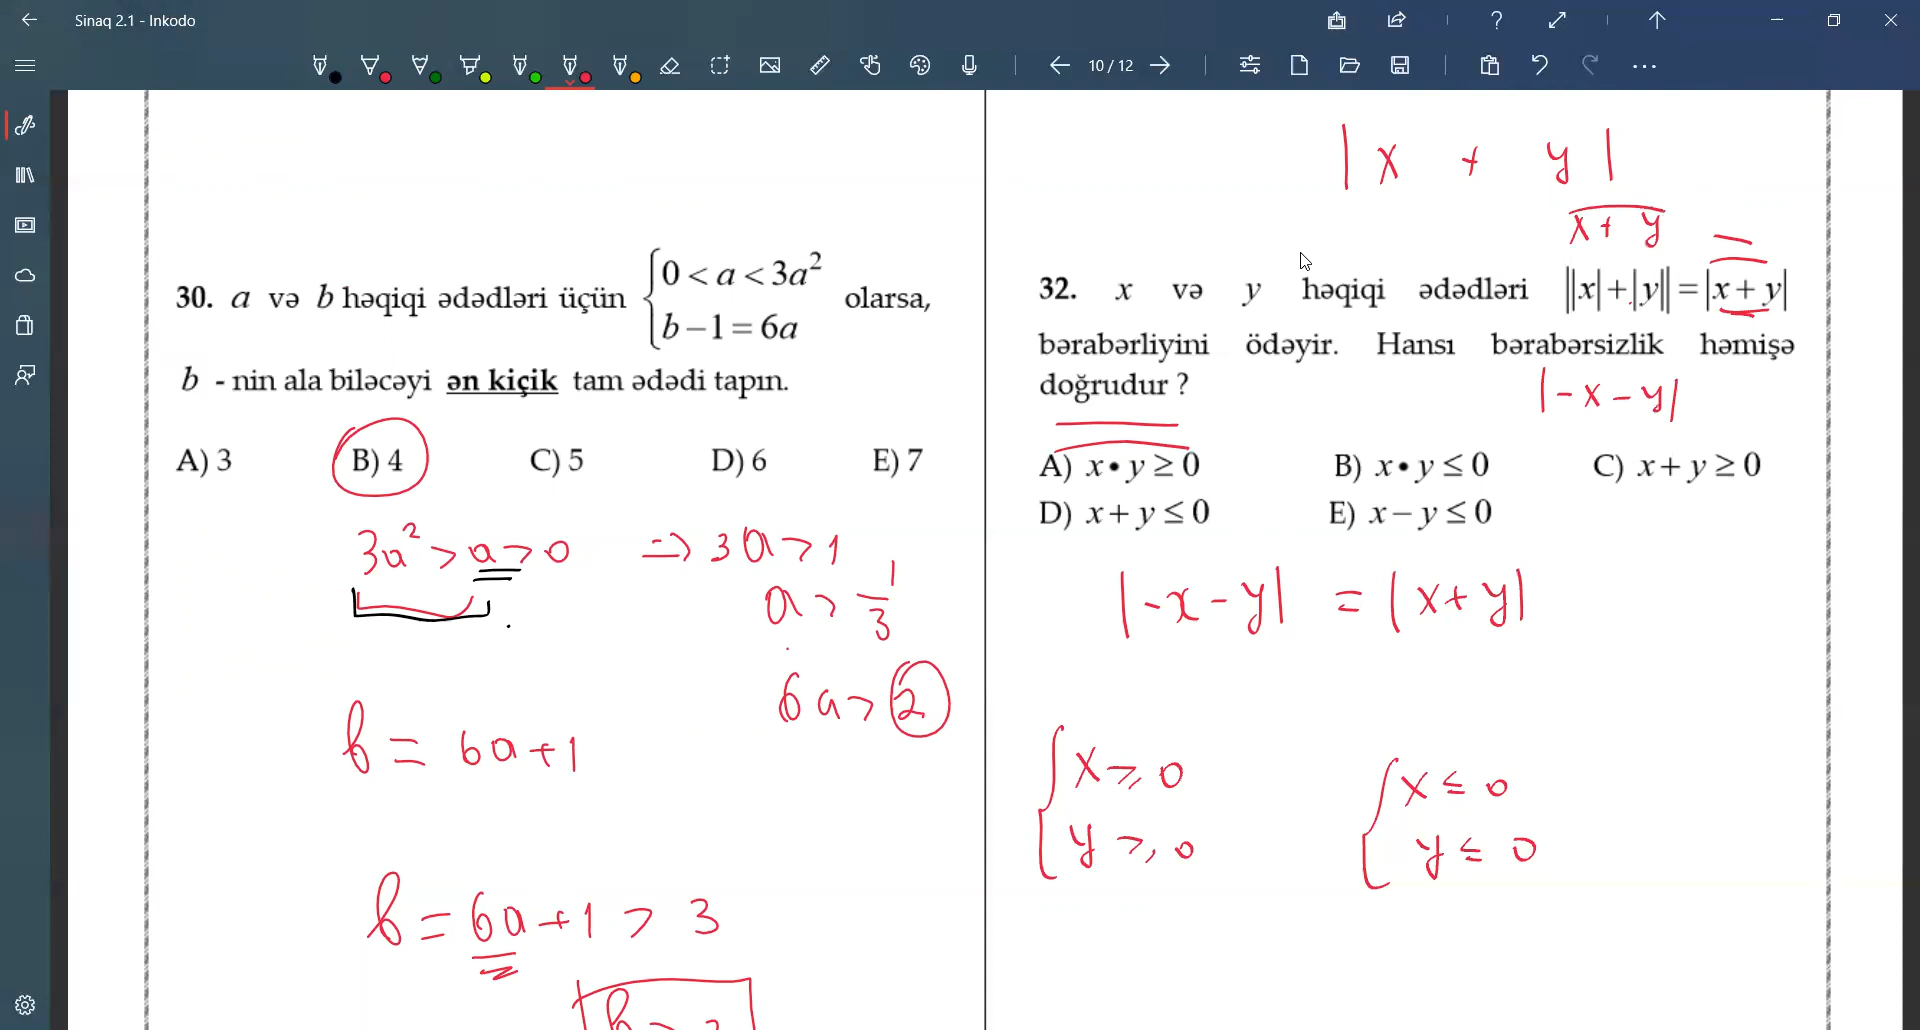 Sinaq 2.1 - Inkodo
10 / 12
30. a və b həqiqi ədədləri üçün { 0 < a < 3a² ; b − 1 = 6a olarsa,
b - nin ala biləcəyi ən kiçik tam ədədi tapın.
A) 3 B) 4 C) 5 D) 6 E) 7
3a² > a > 0 ⇒ 3a > 1
a > 1/3
6a > 2
b = 6a + 1
b = 6a + 1 > 3
|x + y|
x + y
32. x və y həqiqi ədədləri ||x| + |y|| = |x + y|
bərabərliyini ödəyir. Hansı bərabərsizlik həmişə
doğrudur ?
|-x - y|
A) x • y ≥ 0 B) x • y ≤ 0 C) x + y ≥ 0
D) x + y ≤ 0 E) x − y ≤ 0
|-x - y| = |x + y|
{ x ≥ 0 { x ≤ 0
y ≥ 0 y ≤ 0